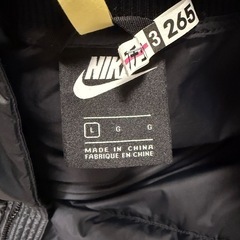 3 265
NIKE
L G G
MADE IN CHINA
FABRIQUÉ EN CHINE